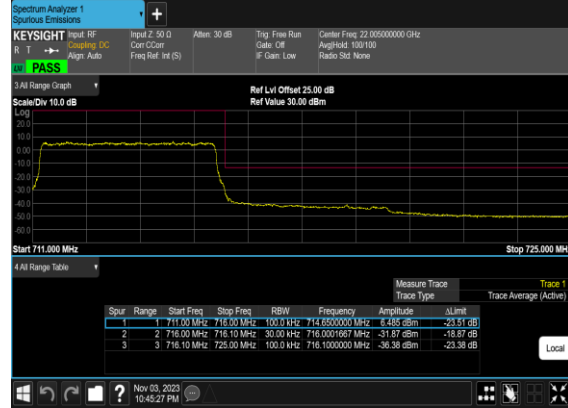 Spectrum Analyzer 1
Spurious Emissions
+
KEYSIGHT Input: RF Input Z: 50 Ω Atten: 30 dB Trig: Free Run Center Freq: 22.005000000 GHz
R T Coupling: DC Corr CCorr Gate: Off Avg|Hold: 100/100
Align: Auto Freq Ref: Int (S) IF Gain: Low Radio Std: None
PASS
3 All Range Graph
Ref Lvl Offset 25.00 dB
Scale/Div 10.0 dB Ref Value 30.00 dBm
Log
20.0
10.0
0.00
-10.0
-20.0
-30.0
-40.0
-50.0
-60.0
Start 711.000 MHz Stop 725.000 MH
4 All Range Table
Measure Trace Trace 1
Trace Type Trace Average (Active)
Spur Range Start Freq Stop Freq RBW Frequency Amplitude ΔLimit
1 1 711.00 MHz 716.00 MHz 100.0 kHz 714.6500000 MHz 6.485 dBm -23.51 dB
2 2 716.00 MHz 716.10 MHz 30.00 kHz 716.0001667 MHz -31.87 dBm -18.87 dB
3 3 716.10 MHz 725.00 MHz 100.0 kHz 716.1000000 MHz -36.38 dBm -23.38 dB
Local
? Nov 03, 2023
10:45:27 PM